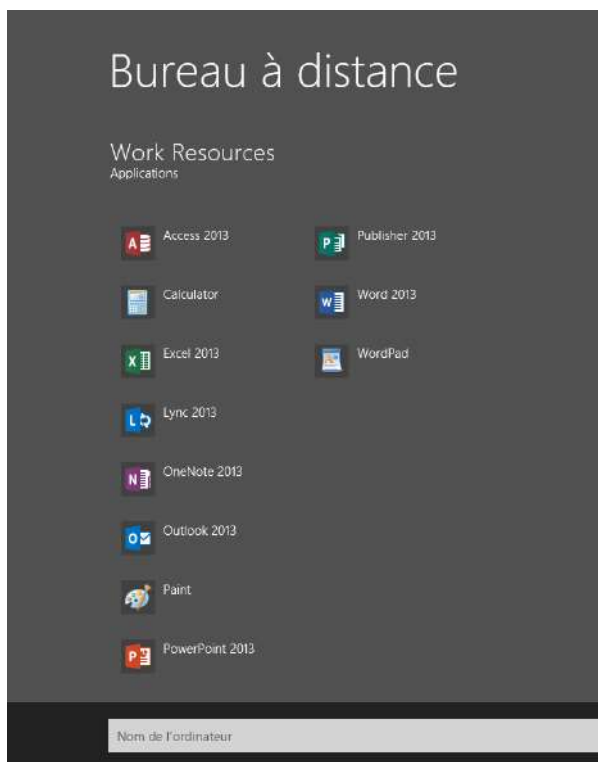 Bureau à distance
Work Resources
Applications
Access 2013
Calculator
Excel 2013
Lync 2013
OneNote 2013
Outlook 2013
Paint
PowerPoint 2013
Publisher 2013
Word 2013
WordPad
Nom de l'ordinateur